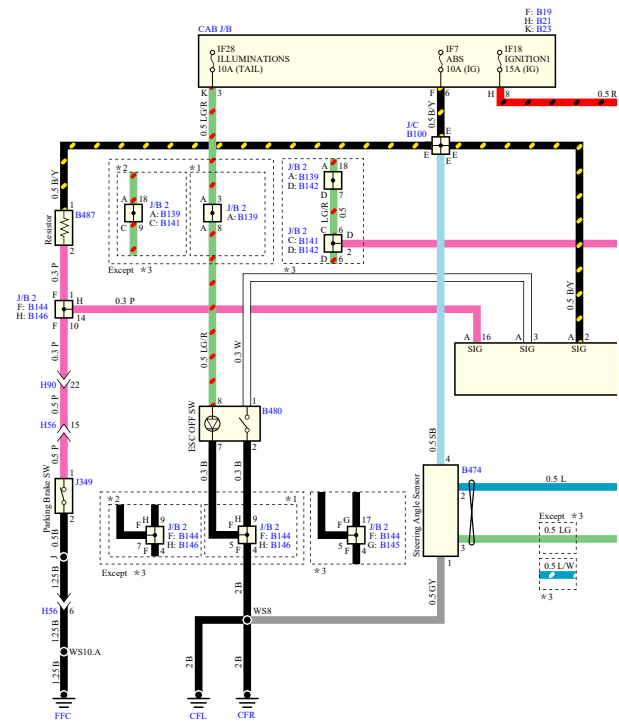 F: B19
CAB J/B
H: B21
K: B23
IF28
ILLUMINATIONS
10A (TAIL)
IF7
ABS
10A (IG)
IF18
IGNITION1
15A (IG)
K 3
F 6
H 8
0.5 R
0.5 LG/R
0.5 B/Y
J/C
B100
E
E E
E
*2
*1
A 18
J/B 2
A: B139
C: B141
C 9
A 3
J/B 2
A: B139
A 8
Except *3
A 18
J/B 2
A: B139
D: B142
D 7
LG/R
0.5
C 6
J/B 2
C: B141
D: B142
D
2
D 6
*3
0.5 B/Y
1
B487
Resistor
2
0.3 P
F 1
J/B 2
F: B144
H: B146
H
14
F 10
0.3 P
0.3 P
0.5 LG/R
0.3 W
0.5 B/Y
A 16
SIG
A 3
SIG
A 2
SIG
H90 22
0.5 P
H56 15
0.5 P
8
1
B480
ESC OFF SW
7
2
0.3 B
0.3 B
0.5 SB
4
B474
Steering Angle Sensor
2
0.5 L
3
1
Except *3
0.5 LG
0.5 L/W
*3
Parking Brake SW
1
J349
2
0.5B
3
1.25B
H56 6
1.25 B
WS10.A
1.25 B
FFC
*2
H 9
F
7
F 4
J/B 2
F: B144
H: B146
*1
H 9
F
5
F 4
J/B 2
F: B144
H: B146
Except *3
G 17
F
5
F 4
J/B 2
F: B144
G: B145
*3
2 B
0.5 GY
WS8
2 B
2 B
CFL
CFR